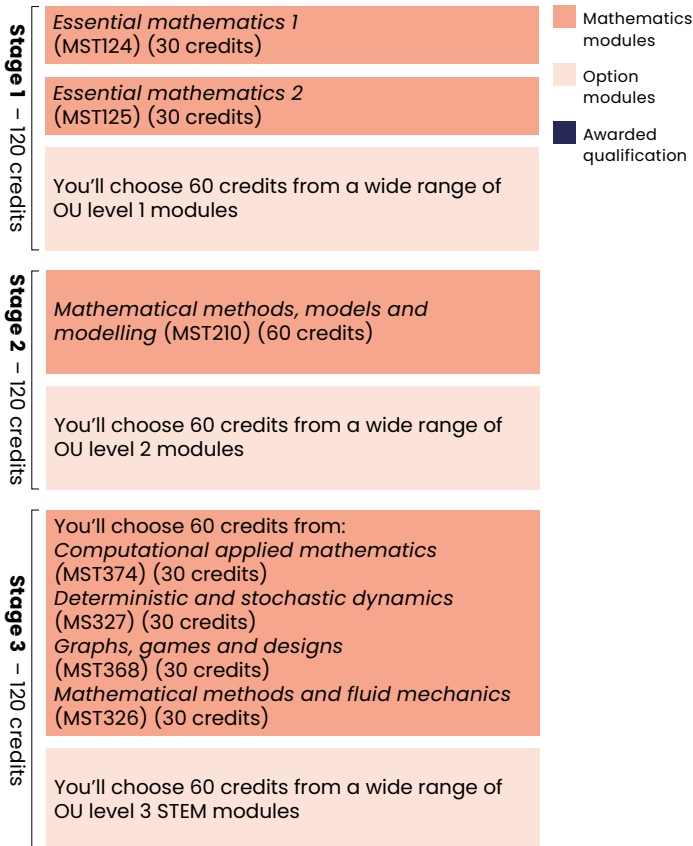 Stage 1 – 120 credits
Essential mathematics 1
(MST124) (30 credits)
Essential mathematics 2
(MST125) (30 credits)
You’ll choose 60 credits from a wide range of
OU level 1 modules
Mathematics
modules
Option
modules
Awarded
qualification
Stage 2 – 120 credits
Mathematical methods, models and
modelling (MST210) (60 credits)
You’ll choose 60 credits from a wide range of
OU level 2 modules
Stage 3 – 120 credits
You’ll choose 60 credits from:
Computational applied mathematics
(MST374) (30 credits)
Deterministic and stochastic dynamics
(MS327) (30 credits)
Graphs, games and designs
(MST368) (30 credits)
Mathematical methods and fluid mechanics
(MST326) (30 credits)
You’ll choose 60 credits from a wide range of
OU level 3 STEM modules